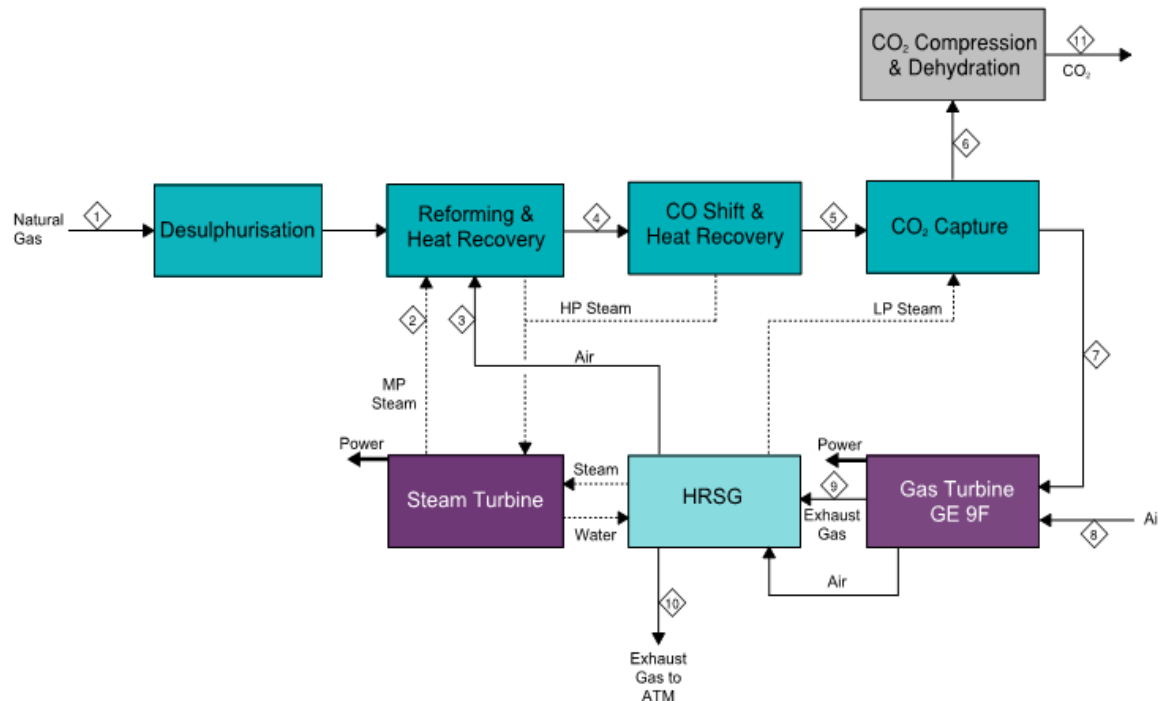 CO₂ Compression
& Dehydration
11
CO₂
6
Natural
Gas
1
Desulphurisation
Reforming &
Heat Recovery
4
CO Shift &
Heat Recovery
5
CO₂ Capture
2
3
HP Steam
LP Steam
Air
7
MP
Steam
Power
Steam Turbine
Steam
Water
HRSG
9
Exhaust
Gas
Power
Gas Turbine
GE 9F
8
Ai
Air
10
Exhaust
Gas to
ATM